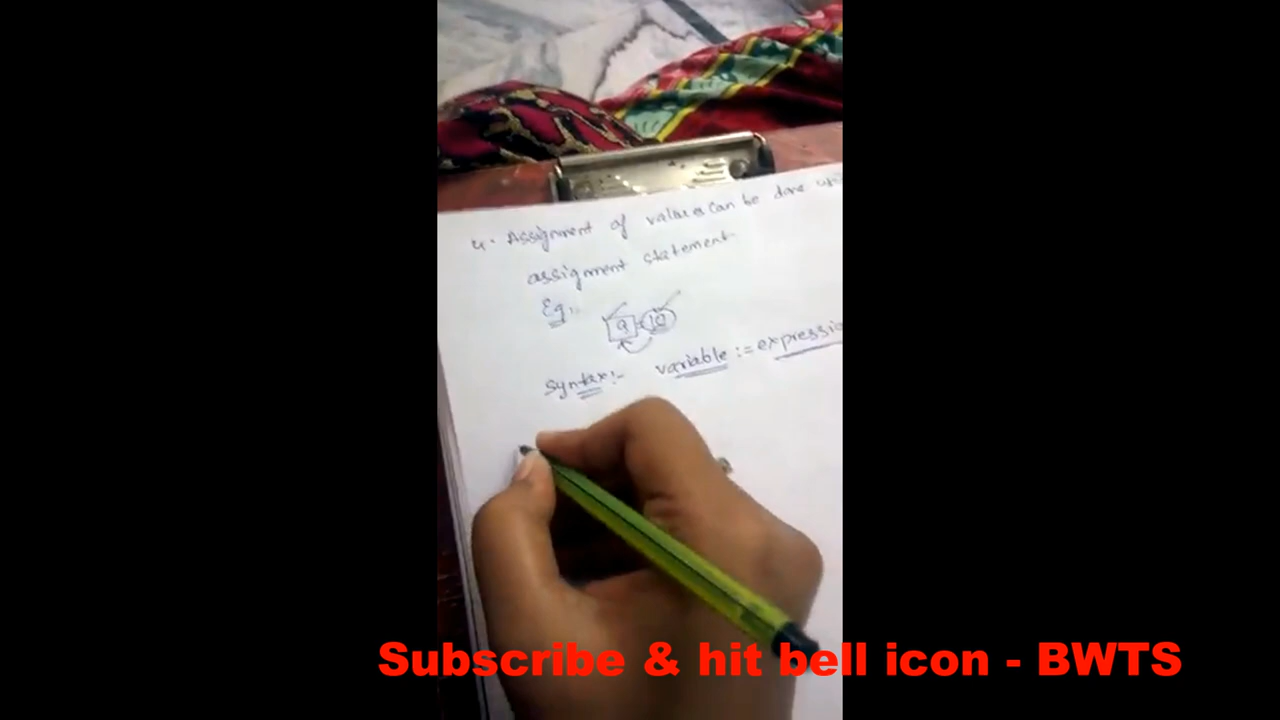 4. Assignment of values can be done
assignment statement
Eg:-
a 10
syntax:- variable := expressio
Subscribe & hit bell icon - BWTS